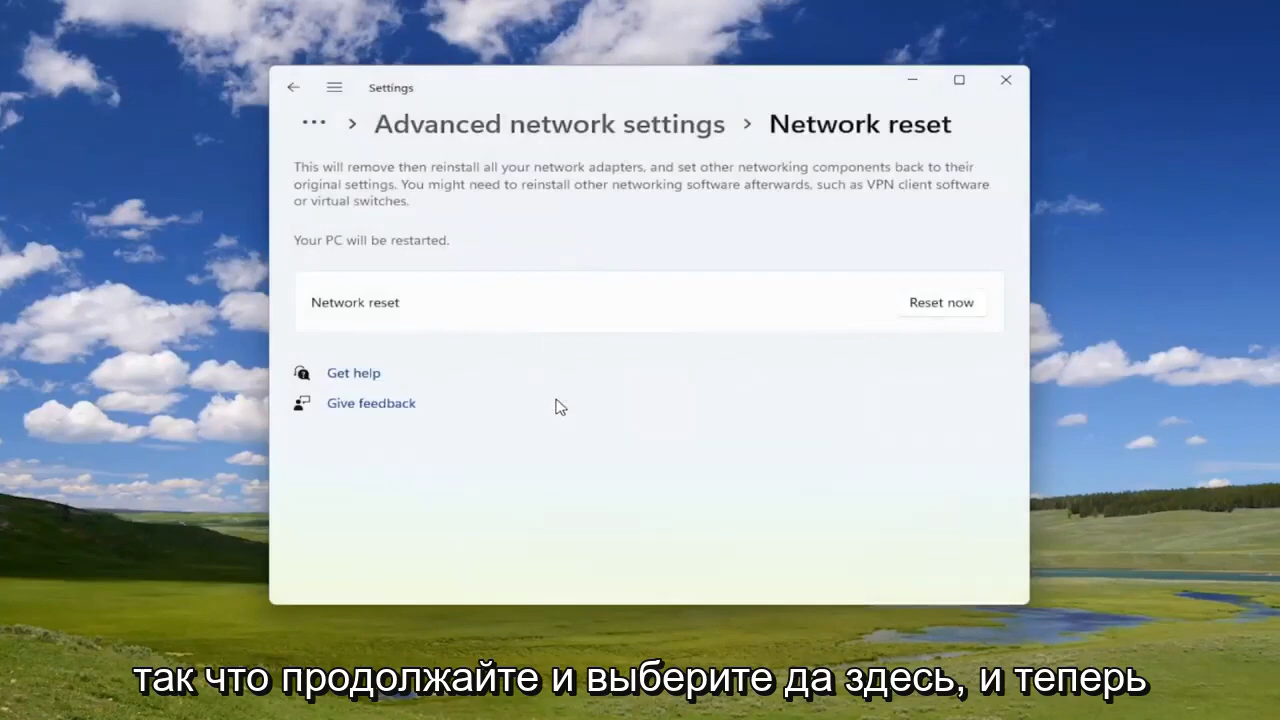 Settings
··· > Advanced network settings > Network reset
This will remove then reinstall all your network adapters, and set other networking components back to their
original settings. You might need to reinstall other networking software afterwards, such as VPN client software
or virtual switches.
Your PC will be restarted.
Network reset Reset now
Get help
Give feedback
так что продолжайте и выберите да здесь, и теперь